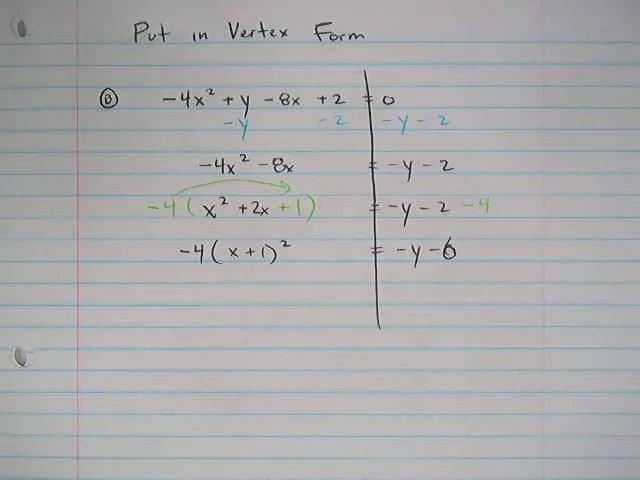 Put in Vertex Form
⑧ -4x² + y - 8x + 2 = 0
-y -2 -y - 2
-4x² - 8x = -y - 2
-4( x² + 2x + 1) = -y - 2 - 4
-4( x + 1)² = -y - 6